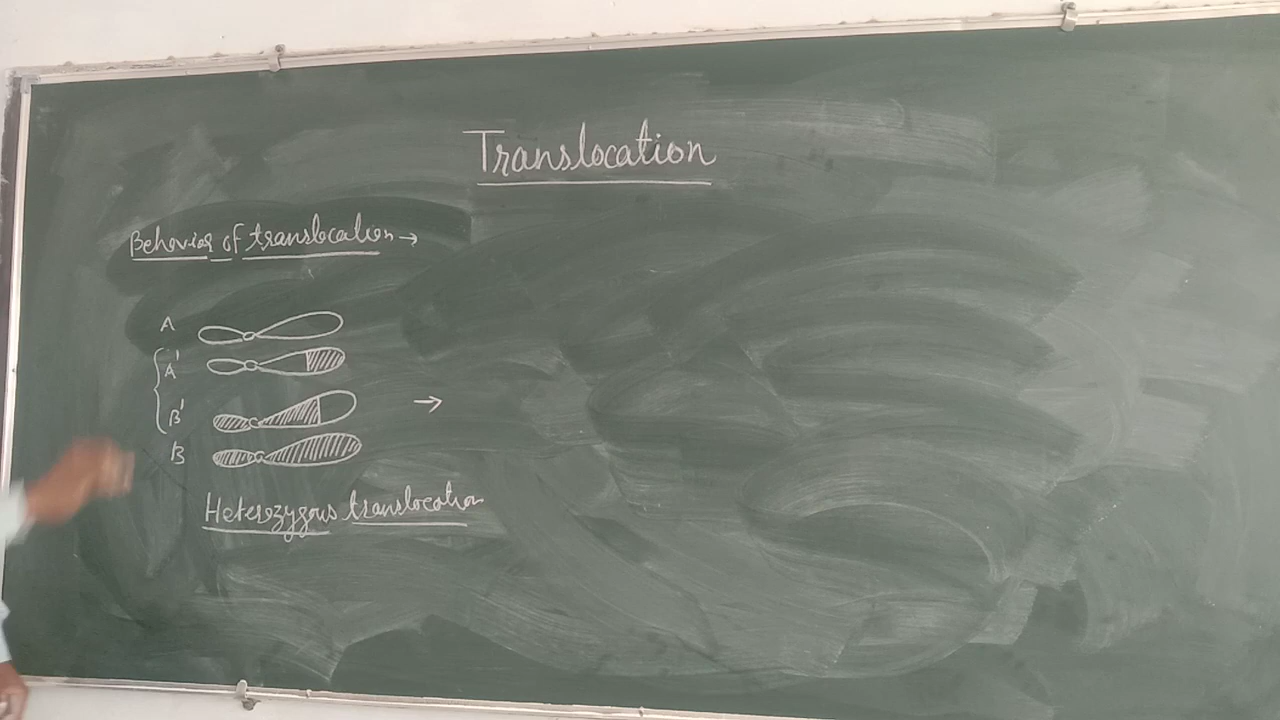 Translocation
Behavior of translocation →
A
A'
B'
B
→
Heterozygous translocation